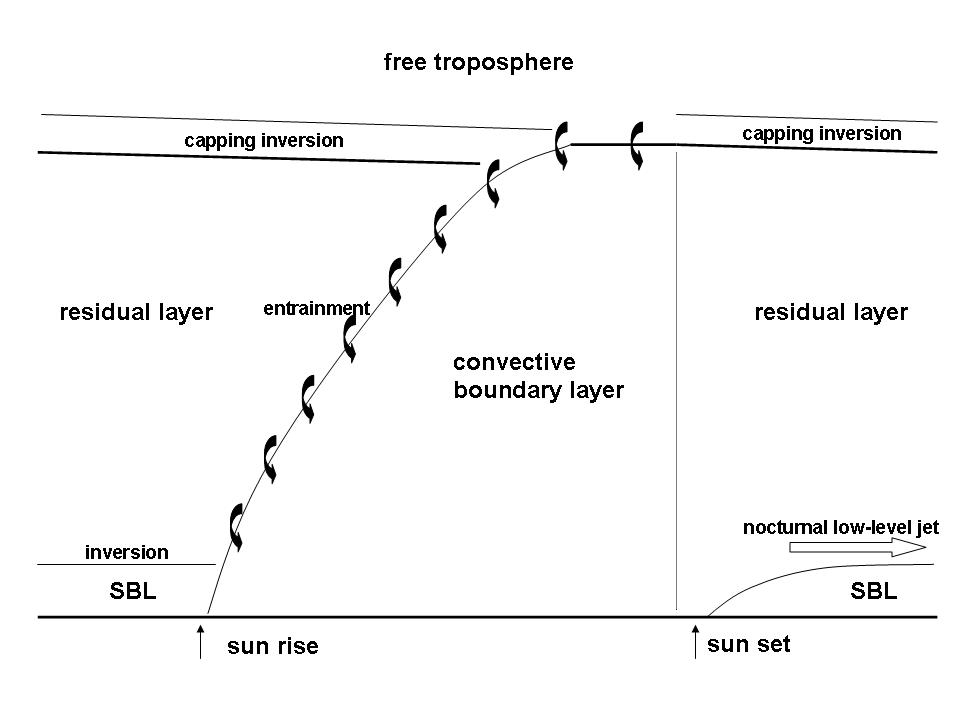 free troposphere
capping inversion
capping inversion
residual layer
entrainment
residual layer
convective
boundary layer
nocturnal low-level jet
inversion
SBL
SBL
sun rise
sun set